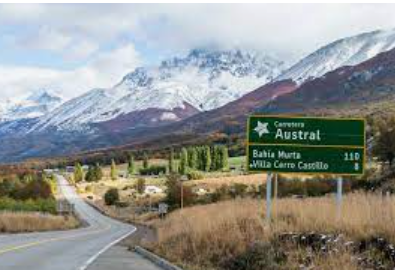 Carretera
Austral
Bahía Murta 110
Villa Cerro Castillo 8